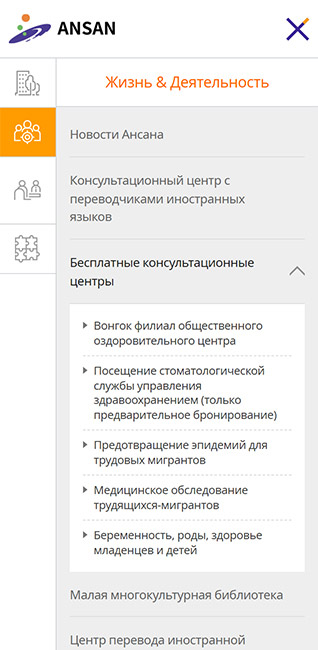 ANSAN
Жизнь & Деятельность
Новости Ансана
Консультационный центр с
переводчиками иностранных
языков
Бесплатные консультационные
центры
Вонгок филиал общественного
оздоровительного центра
Посещение стоматологической
службы управления
здравоохранением (только
предварительное бронирование)
Предотвращение эпидемий для
трудовых мигрантов
Медицинское обследование
трудящихся-мигрантов
Беременность, роды, здоровье
младенцев и детей
Малая многокультурная библиотека
Центр перевода иностранной